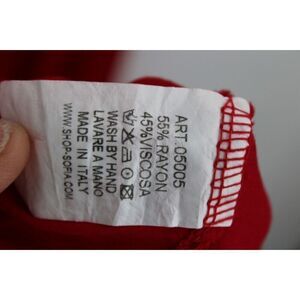 ART.05005
55% RAYON
45%VISCOSA
WASH BY HAND
LAVARE A MANO
MADE IN ITALY
WWW.SHOP-SOFIA.COM